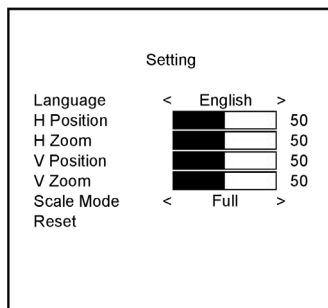 Setting
Language < English >
H Position 50
H Zoom 50
V Position 50
V Zoom 50
Scale Mode < Full >
Reset